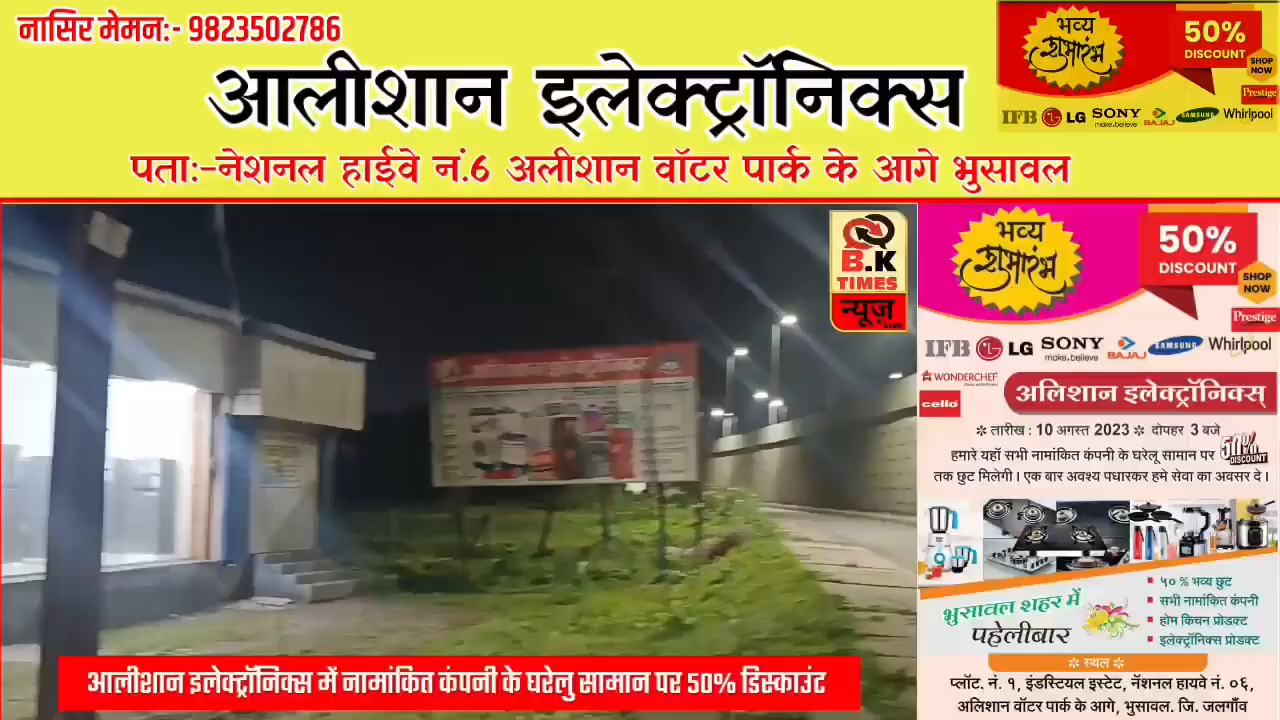 नासिर मेमन:- 9823502786
आलीशान इलेक्ट्रॉनिक्स
पताः-नेशनल हाईवे नं.6 अलीशान वॉटर पार्क के आगे भुसावल
भव्य
शुभारंभ
50%
DISCOUNT
SHOP NOW
Prestige
IFB LG SONY BAJAJ SAMSUNG Whirlpool
make.believe
B.K
TIMES
न्यूज़
भव्य
शुभारंभ
50%
DISCOUNT
SHOP
NOW
Prestige
IFB LG SONY BAJAJ SAMSUNG Whirlpool
make.believe
WONDERCHEF
cello
अलिशान इलेक्ट्रॉनिक्स्
तारीख : 10 अगस्त 2023 दोपहर 3 बजे
हमारे यहाँ सभी नामांकित कंपनी के घरेलू सामान पर 50% DISCOUNT
तक छुट मिलेगी। एक बार अवश्य पधारकर हमे सेवा का अवसर दे।
भुसावल शहर में
पहेलीबार
५० % भव्य छुट
सभी नामांकित कंपनी
होम किचन प्रोडक्ट
इलेक्ट्रॉनिक्स प्रोडक्ट
स्थल
प्लॉट. नं. १, इंडस्टियल इस्टेट, नॅशनल हायवे नं. ०६,
अलिशान वॉटर पार्क के आगे, भुसावल. जि. जलगाँव
आलीशान इलेक्ट्रॉनिक्स में नामांकित कंपनी के घरेलु सामान पर 50% डिस्काउंट